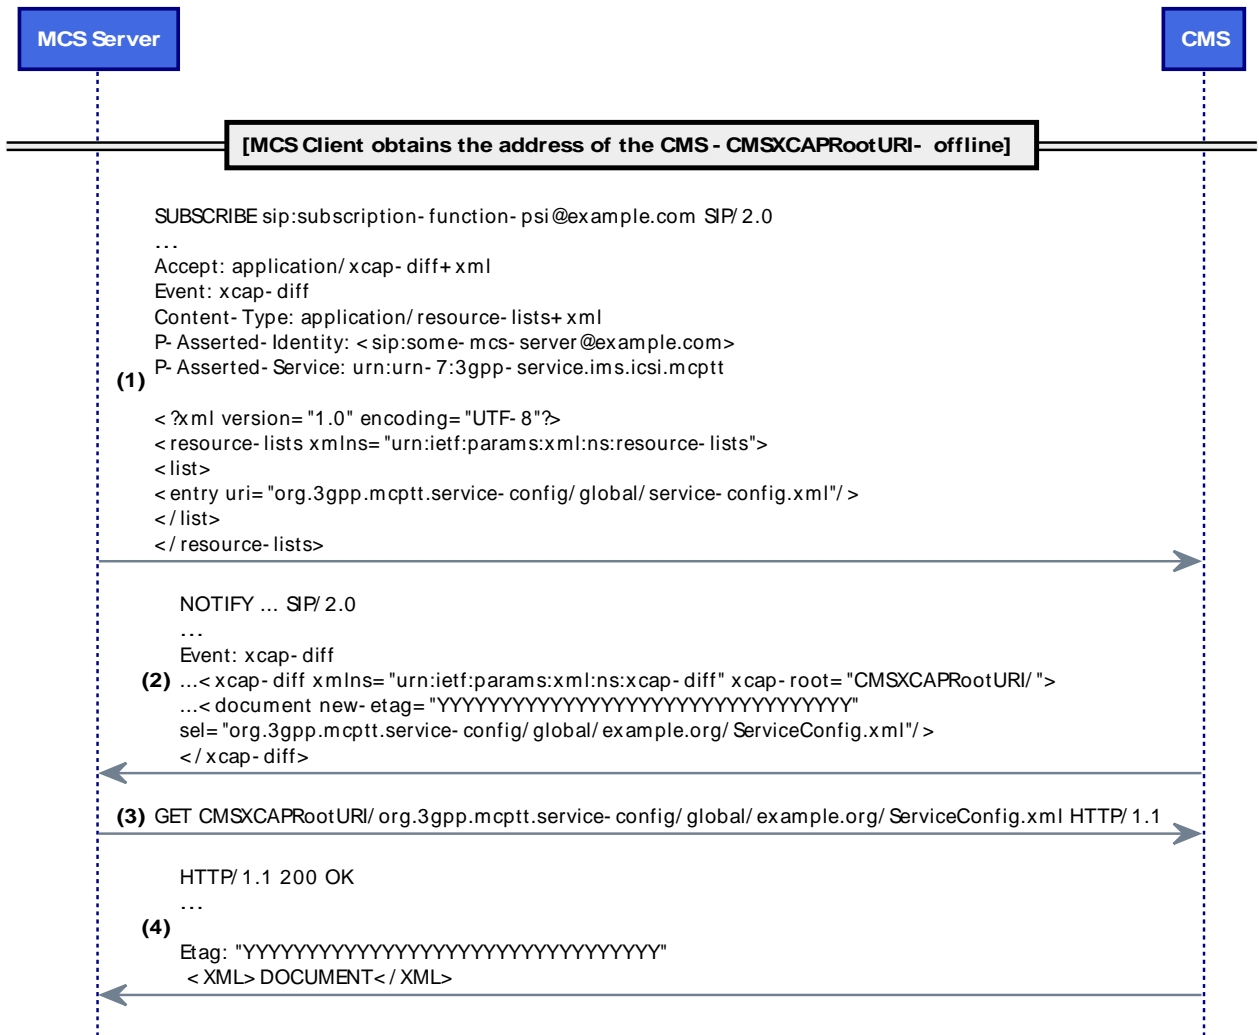 MCS Server
CMS
[MCS Client obtains the address of the CMS - CMSXCAPRootURI- offline]
SUBSCRIBE sip:subscription-function-psi@example.com SIP/2.0
...
Accept: application/xcap-diff+xml
Event: xcap-diff
Content-Type: application/resource-lists+xml
P-Asserted-Identity: <sip:some-mcs-server@example.com>
P-Asserted-Service: urn:urn-7:3gpp-service.ims.icsi.mcptt
(1)
<?xml version="1.0" encoding="UTF-8"?>
<resource-lists xmlns="urn:ietf:params:xml:ns:resource-lists">
<list>
<entry uri="org.3gpp.mcptt.service-config/global/service-config.xml"/>
</list>
</resource-lists>
NOTIFY ... SIP/2.0
...
Event: xcap-diff
(2) ...<xcap-diff xmlns="urn:ietf:params:xml:ns:xcap-diff" xcap-root="CMSXCAPRootURI/">
...<document new-etag="YYYYYYYYYYYYYYYYYYYYYYYYYYYYYYYYY"
sel="org.3gpp.mcptt.service-config/global/example.org/ServiceConfig.xml"/>
</xcap-diff>
(3) GET CMSXCAPRootURI/org.3gpp.mcptt.service-config/global/example.org/ServiceConfig.xml HTTP/1.1
HTTP/1.1 200 OK
...
(4)
Etag: "YYYYYYYYYYYYYYYYYYYYYYYYYYYYYYYYY"
<XML>DOCUMENT</XML>